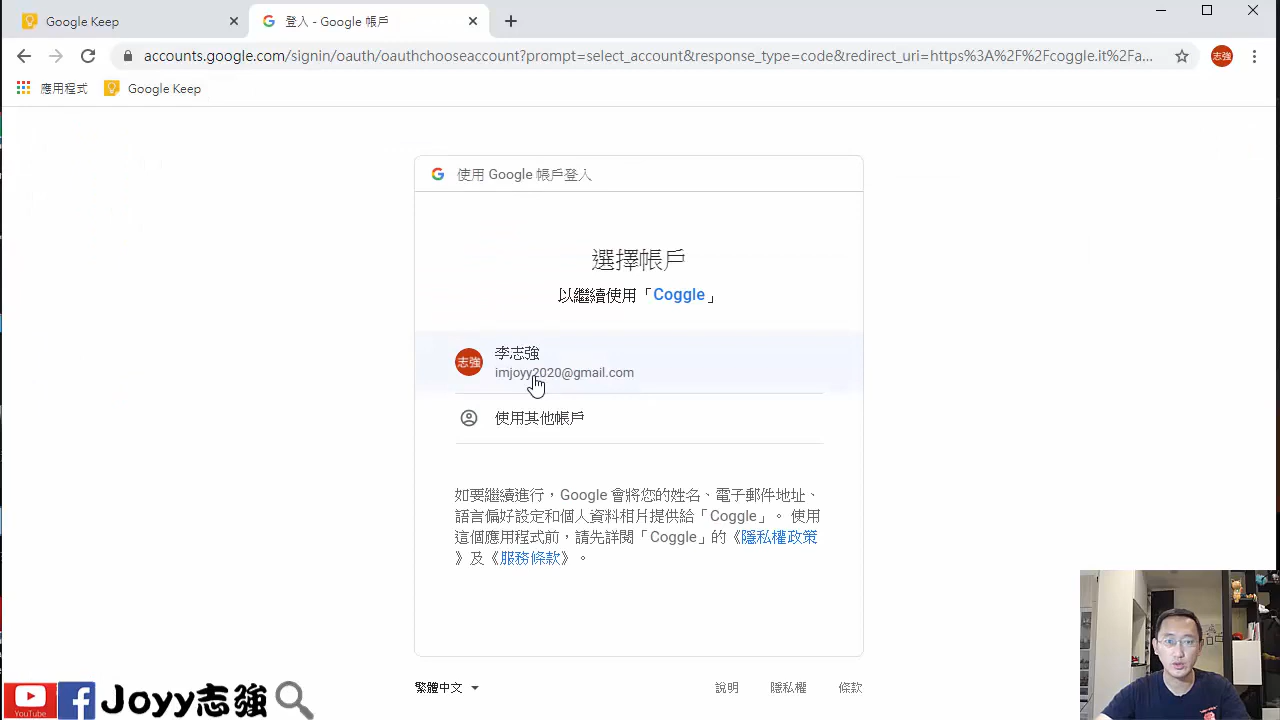 Google Keep
登入 - Google 帳戶
accounts.google.com/signin/oauth/oauthchooseaccount?prompt=select_account&response_type=code&redirect_uri=https%3A%2F%2Fcoggle.it%2Fa...
志強
應用程式
Google Keep
使用 Google 帳戶登入
選擇帳戶
以繼續使用「Coggle」
志強
李志強
imjoyy2020@gmail.com
使用其他帳戶
如要繼續進行，Google 會將您的姓名、電子郵件地址、
語言偏好設定和個人資料相片提供給「Coggle」。 使用
這個應用程式前，請先詳閱「Coggle」的《隱私權政策
》及《服務條款》。
繁體中文
說明
隱私權
條款
YouTube
Joyy志強